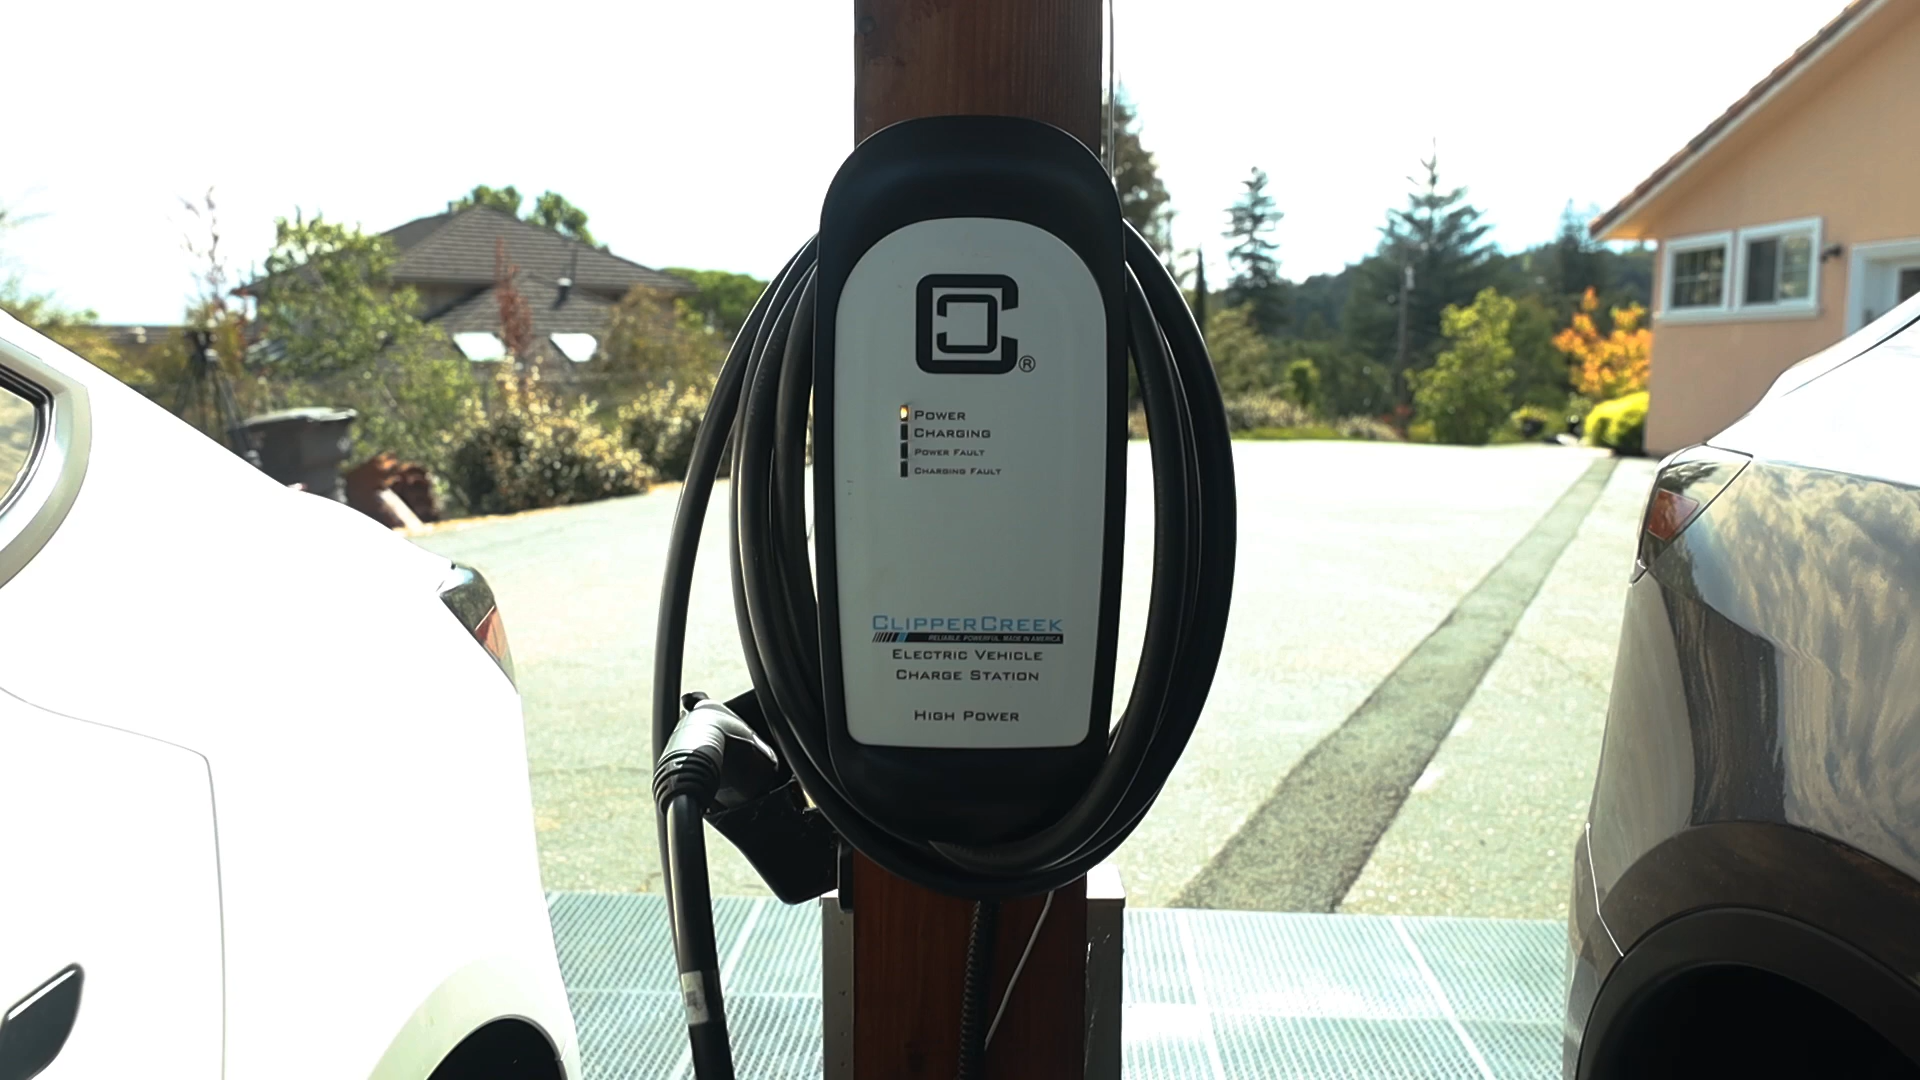 ®
POWER
CHARGING
POWER FAULT
CHARGING FAULT
CLIPPERCREEK
RELIABLE. POWERFUL. MADE IN AMERICA
ELECTRIC VEHICLE
CHARGE STATION
HIGH POWER